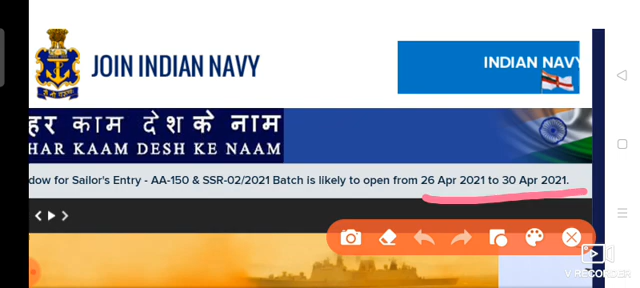 JOIN INDIAN NAVY
INDIAN NAVY
हर काम देश के नाम
HAR KAAM DESH KE NAAM
dow for Sailor's Entry - AA-150 & SSR-02/2021 Batch is likely to open from 26 Apr 2021 to 30 Apr 2021.
V-RECORDER